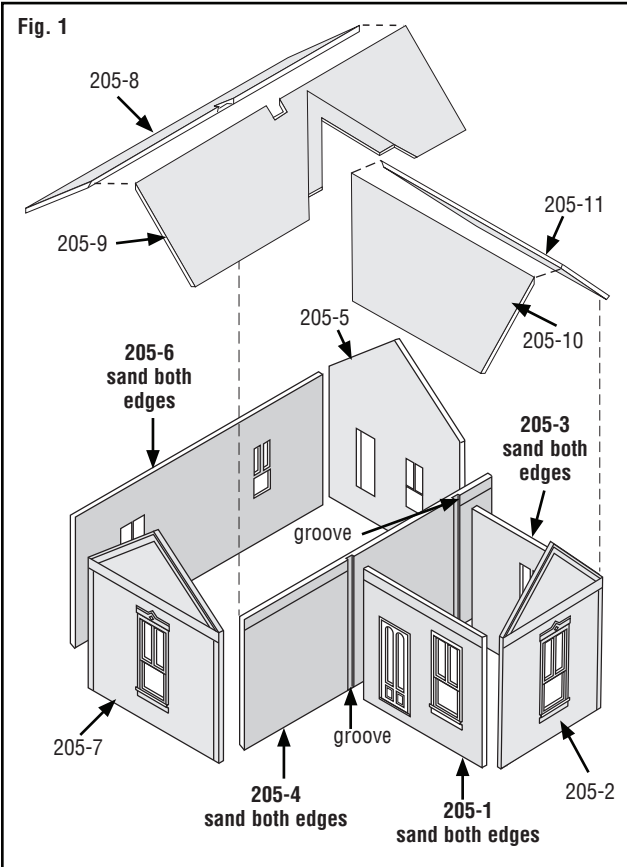 Fig. 1
205-8
205-9
205-11
205-10
205-5
205-6
sand both
edges
205-3
sand both
edges
groove
205-7
groove
205-4
sand both edges
205-1
sand both edges
205-2